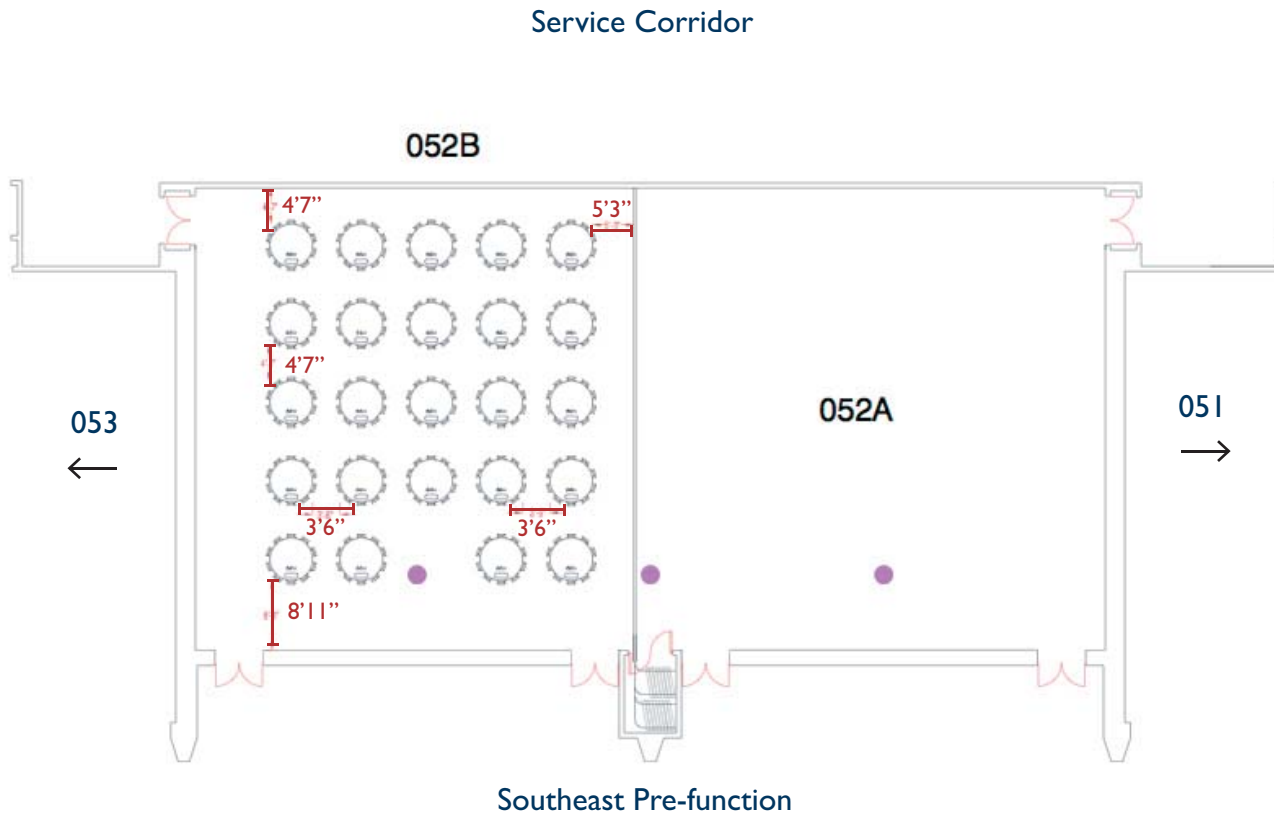 Service Corridor
052B
4’7”
5’3”
4’7”
053
052A
051
3’6”
3’6”
8’11”
Southeast Pre-function